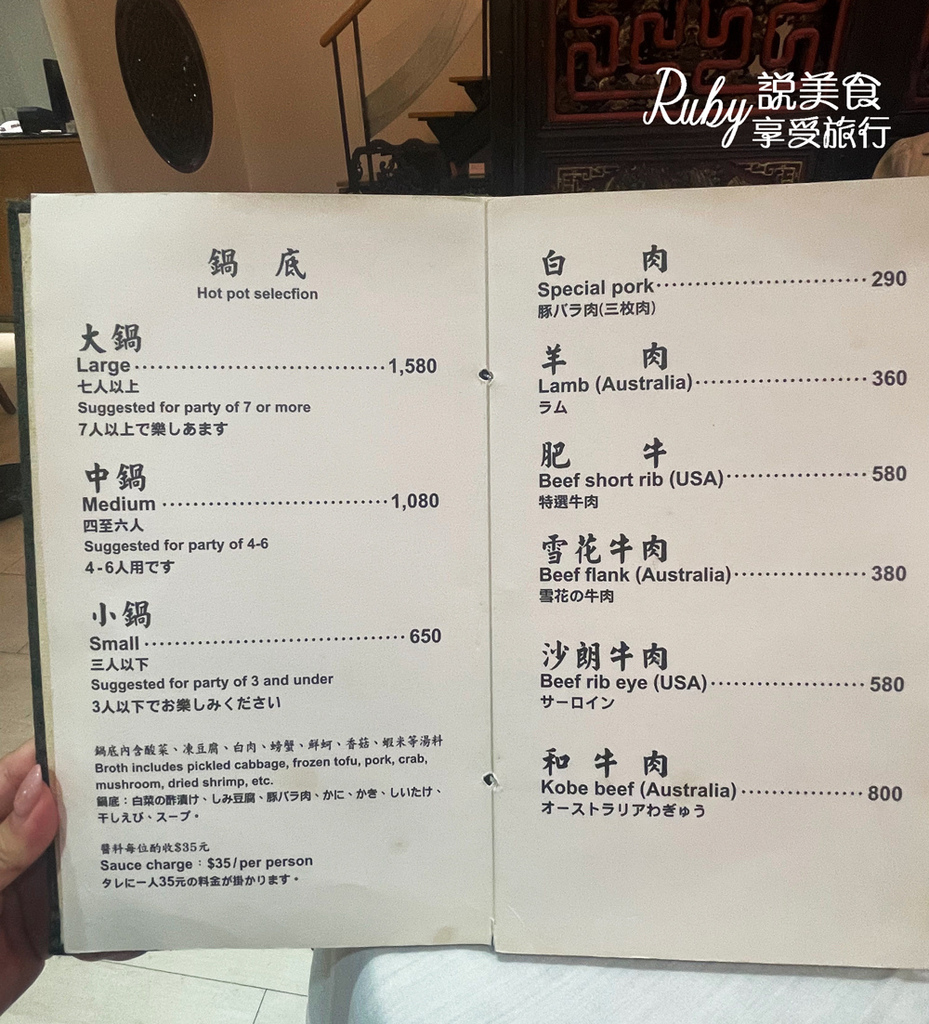 Ruby 說美食
享受旅行
鍋 底
Hot pot selecfion
大鍋
Large 1,580
七人以上
Suggested for party of 7 or more
7人以上で樂しあます
中鍋
Medium 1,080
四至六人
Suggested for party of 4-6
4-6人用です
小鍋
Small 650
三人以下
Suggested for party of 3 and under
3人以下でお樂しみください
鍋底內含酸菜、凍豆腐、白肉、螃蟹、鮮蚵、香菇、蝦米等湯料
Broth includes pickled cabbage, frozen tofu, pork, crab,
mushroom, dried shrimp, etc.
鍋底：白菜の酢漬け、しみ豆腐、豚バラ肉、かに、かき、しいたけ、
干しえび、スープ。
醬料每位酌收$35元
Sauce charge：$35/per person
タレに一人35元の料金が掛かります。
白 肉
Special pork 290
豚バラ肉(三枚肉)
羊 肉
Lamb (Australia) 360
ラム
肥 牛
Beef short rib (USA) 580
特選牛肉
雪花牛肉
Beef flank (Australia) 380
雪花の牛肉
沙朗牛肉
Beef rib eye (USA) 580
サーロイン
和牛肉
Kobe beef (Australia) 800
オーストラリアわぎゅう